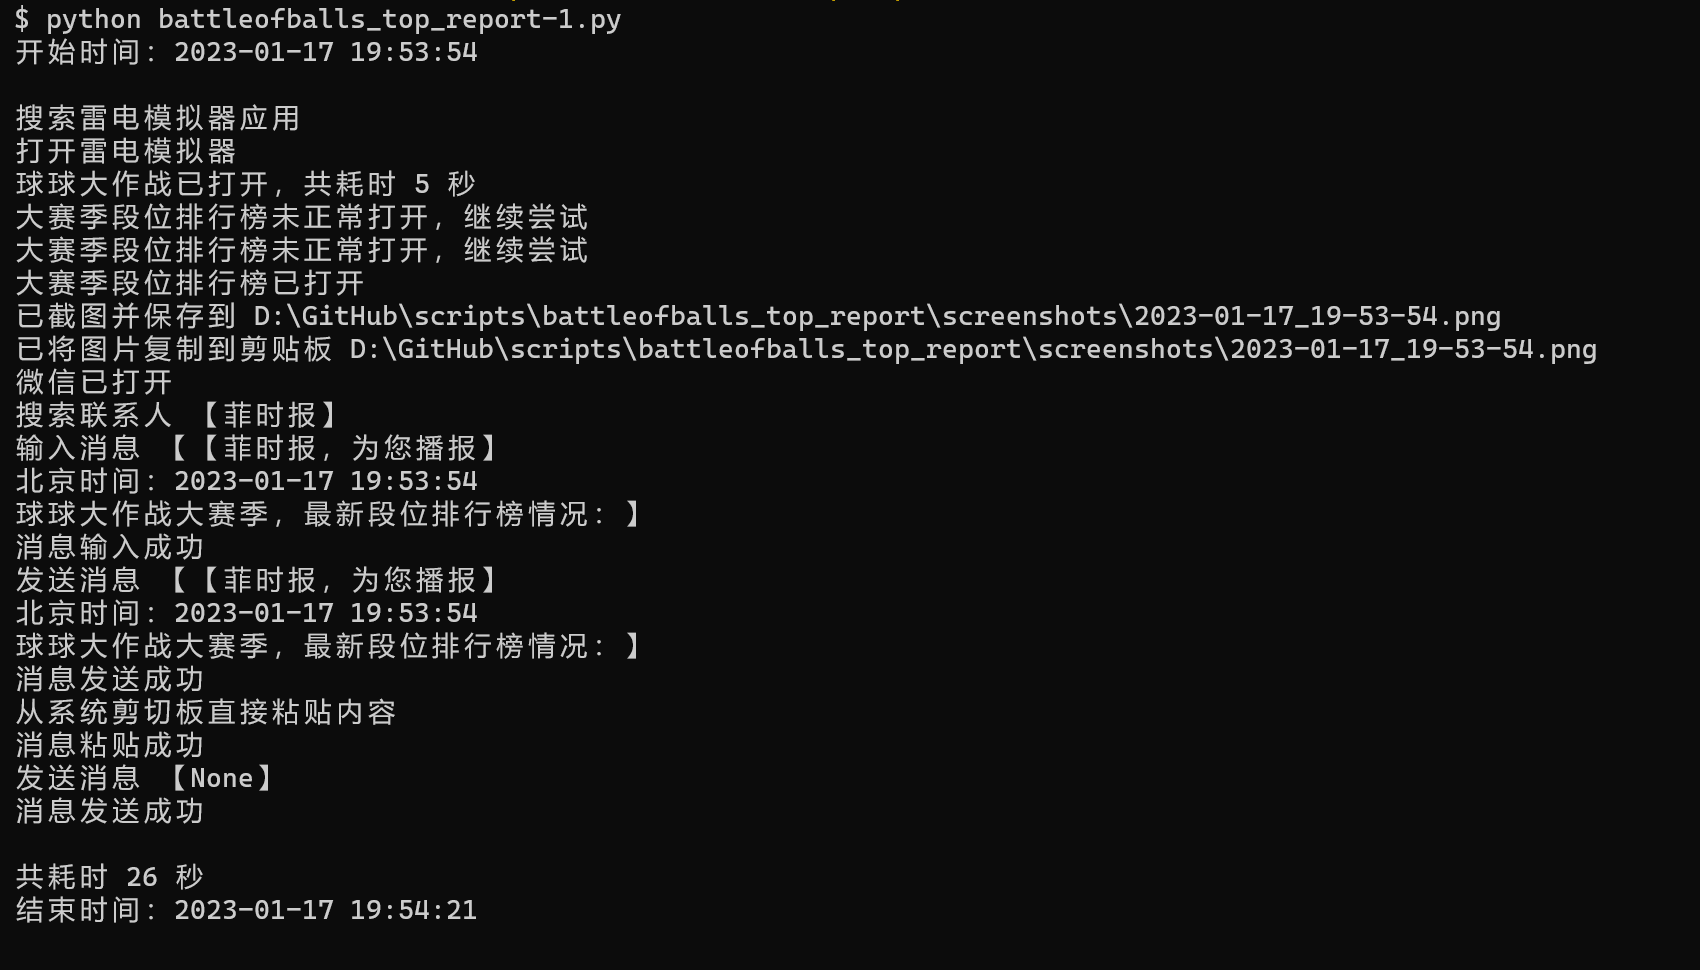 $ python battleofballs_top_report-1.py
开始时间：2023-01-17 19:53:54
搜索雷电模拟器应用
打开雷电模拟器
球球大作战已打开，共耗时 5 秒
大赛季段位排行榜未正常打开，继续尝试
大赛季段位排行榜未正常打开，继续尝试
大赛季段位排行榜已打开
已截图并保存到 D:\GitHub\scripts\battleofballs_top_report\screenshots\2023-01-17_19-53-54.png
已将图片复制到剪贴板 D:\GitHub\scripts\battleofballs_top_report\screenshots\2023-01-17_19-53-54.png
微信已打开
搜索联系人 【菲时报】
输入消息 【【菲时报，为您播报】
北京时间：2023-01-17 19:53:54
球球大作战大赛季，最新段位排行榜情况：】
消息输入成功
发送消息 【【菲时报，为您播报】
北京时间：2023-01-17 19:53:54
球球大作战大赛季，最新段位排行榜情况：】
消息发送成功
从系统剪切板直接粘贴内容
消息粘贴成功
发送消息 【None】
消息发送成功
共耗时 26 秒
结束时间：2023-01-17 19:54:21